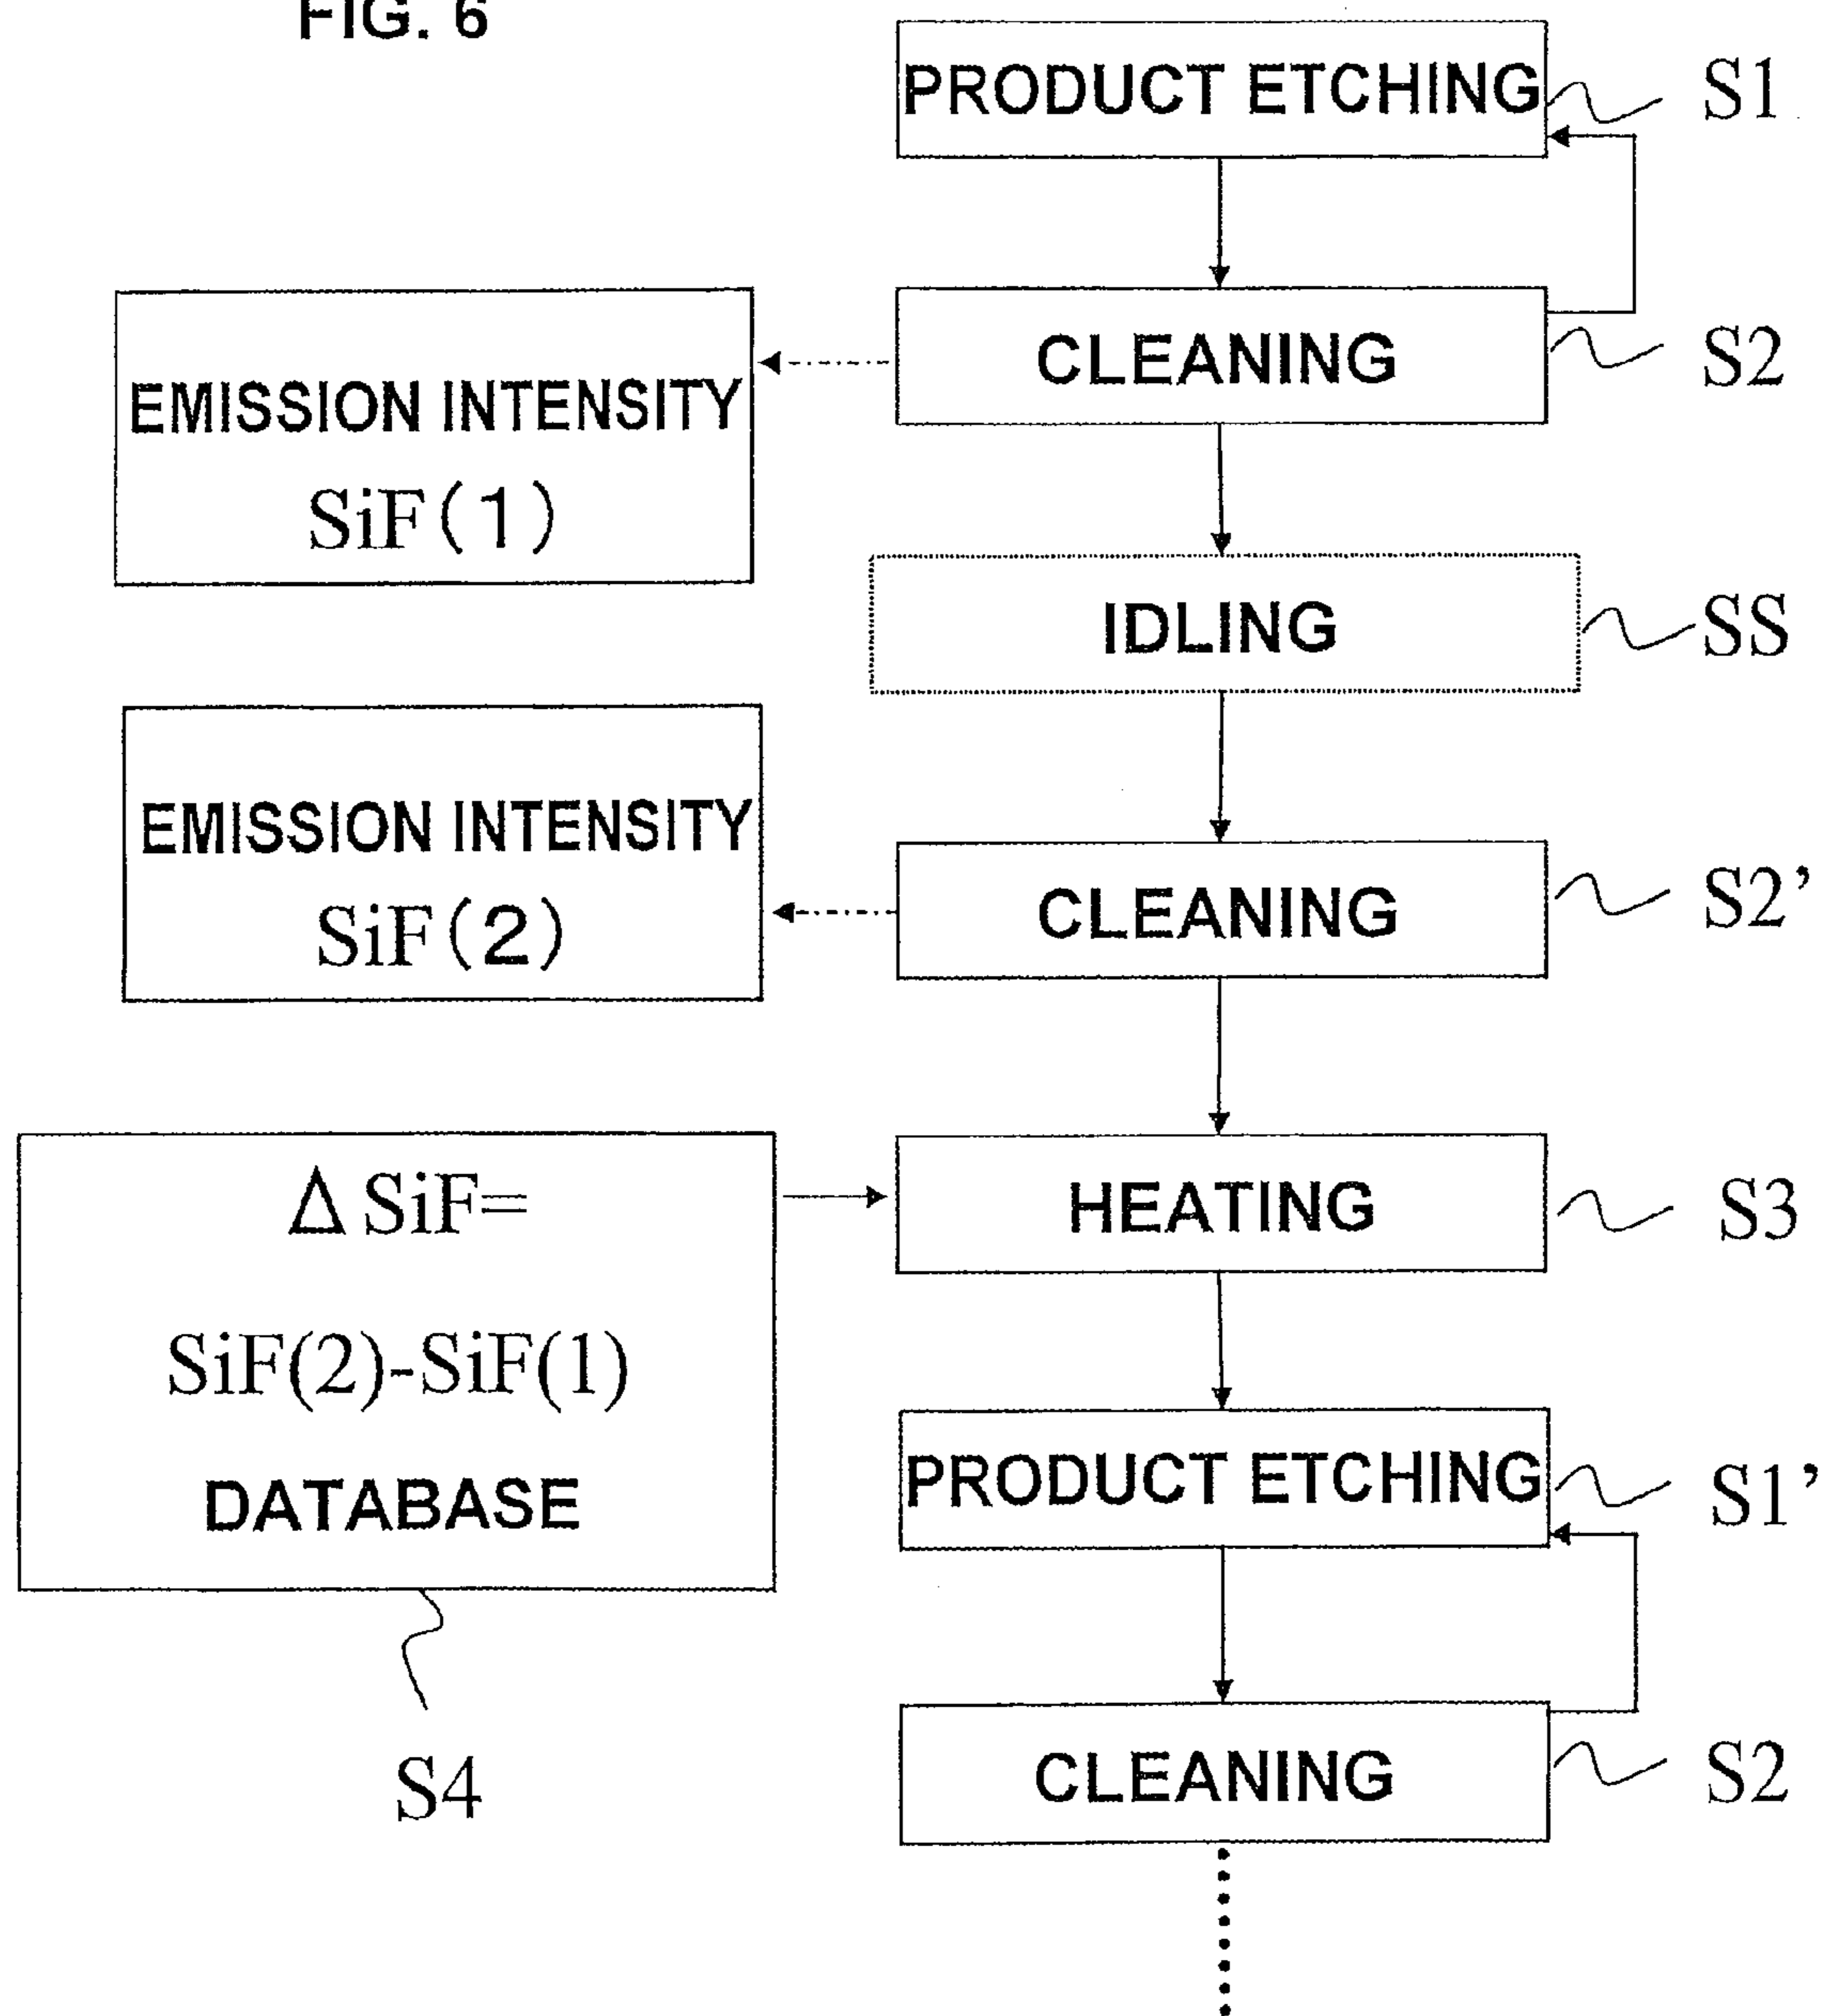 FIG. 6
PRODUCT ETCHING
S1
CLEANING
S2
EMISSION INTENSITY
SiF(1)
IDLING
SS
EMISSION INTENSITY
SiF(2)
CLEANING
S2’
Δ SiF=
SiF(2)-SiF(1)
DATABASE
S4
HEATING
S3
PRODUCT ETCHING
S1’
CLEANING
S2